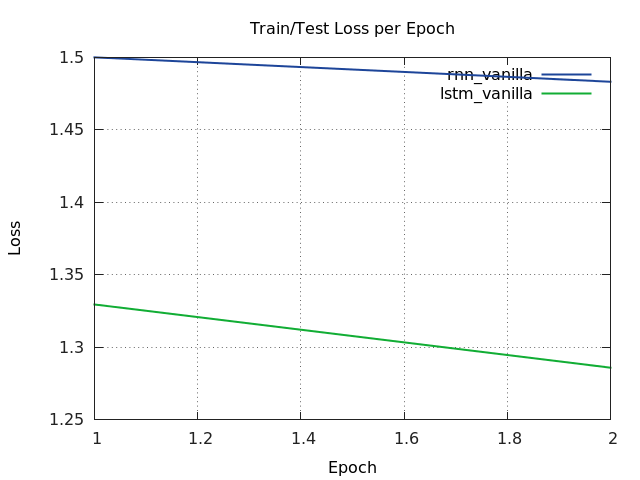 Train/Test Loss per Epoch
1.5
rnn_vanilla
lstm_vanilla
1.45
1.4
1.35
1.3
1.25
Loss
1 1.2 1.4 1.6 1.8 2
Epoch